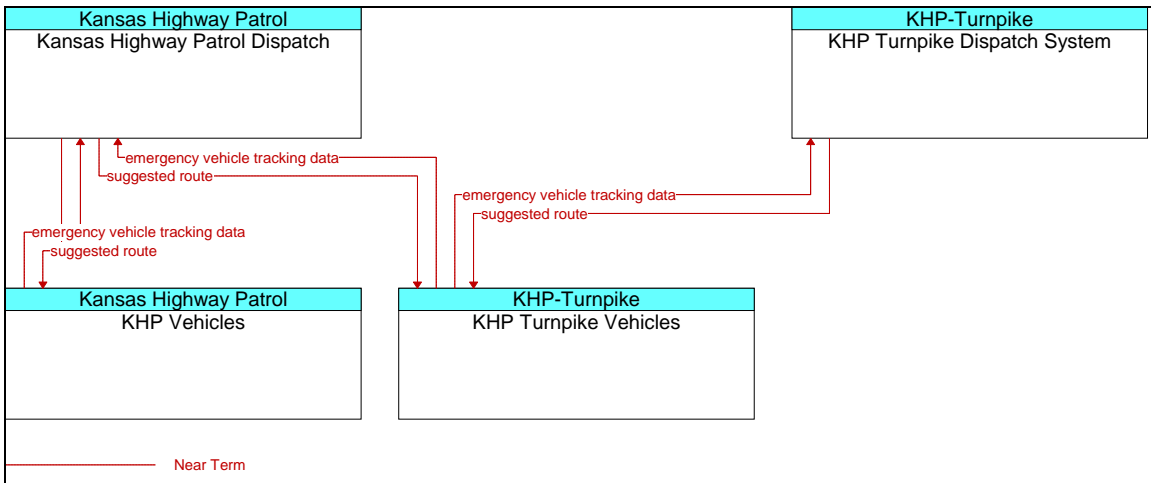 Kansas Highway Patrol
Kansas Highway Patrol Dispatch
KHP-Turnpike
KHP Turnpike Dispatch System
emergency vehicle tracking data
suggested route
emergency vehicle tracking data
suggested route
emergency vehicle tracking data
suggested route
Kansas Highway Patrol
KHP Vehicles
KHP-Turnpike
KHP Turnpike Vehicles
Near Term